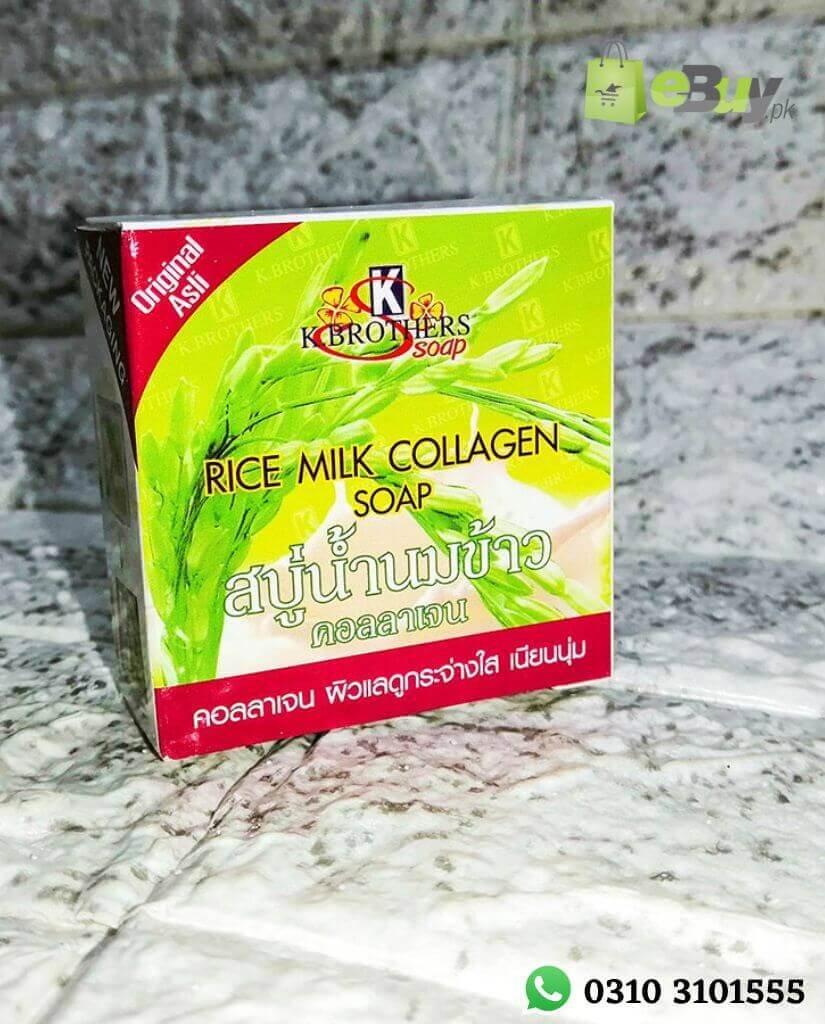 eBuy.pk
Original
Asli
NEW
K
K.BROTHERS
soap
RICE MILK COLLAGEN
SOAP
สบู่น้ำนมข้าว
คอลลาเจน
คอลลาเจน ผิวแลดูกระจ่างใส เนียนนุ่ม
0310 3101555